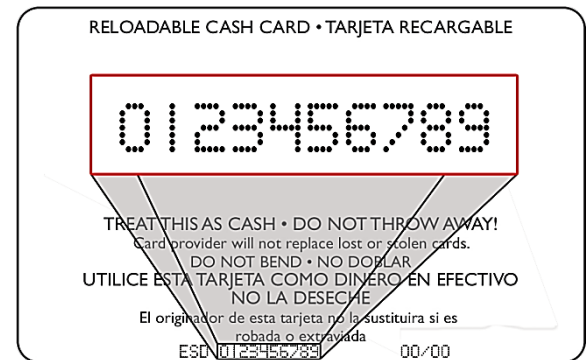 RELOADABLE CASH CARD • TARJETA RECARGABLE
0123456789
TREAT THIS AS CASH • DO NOT THROW AWAY!
Card provider will not replace lost or stolen cards.
DO NOT BEND • NO DOBLAR
UTILICE ESTA TARJETA COMO DINERO EN EFECTIVO
NO LA DESECHE
El originador de esta tarjeta no la sustituira si es
robada o extraviada
ESD 0123456789 00/00